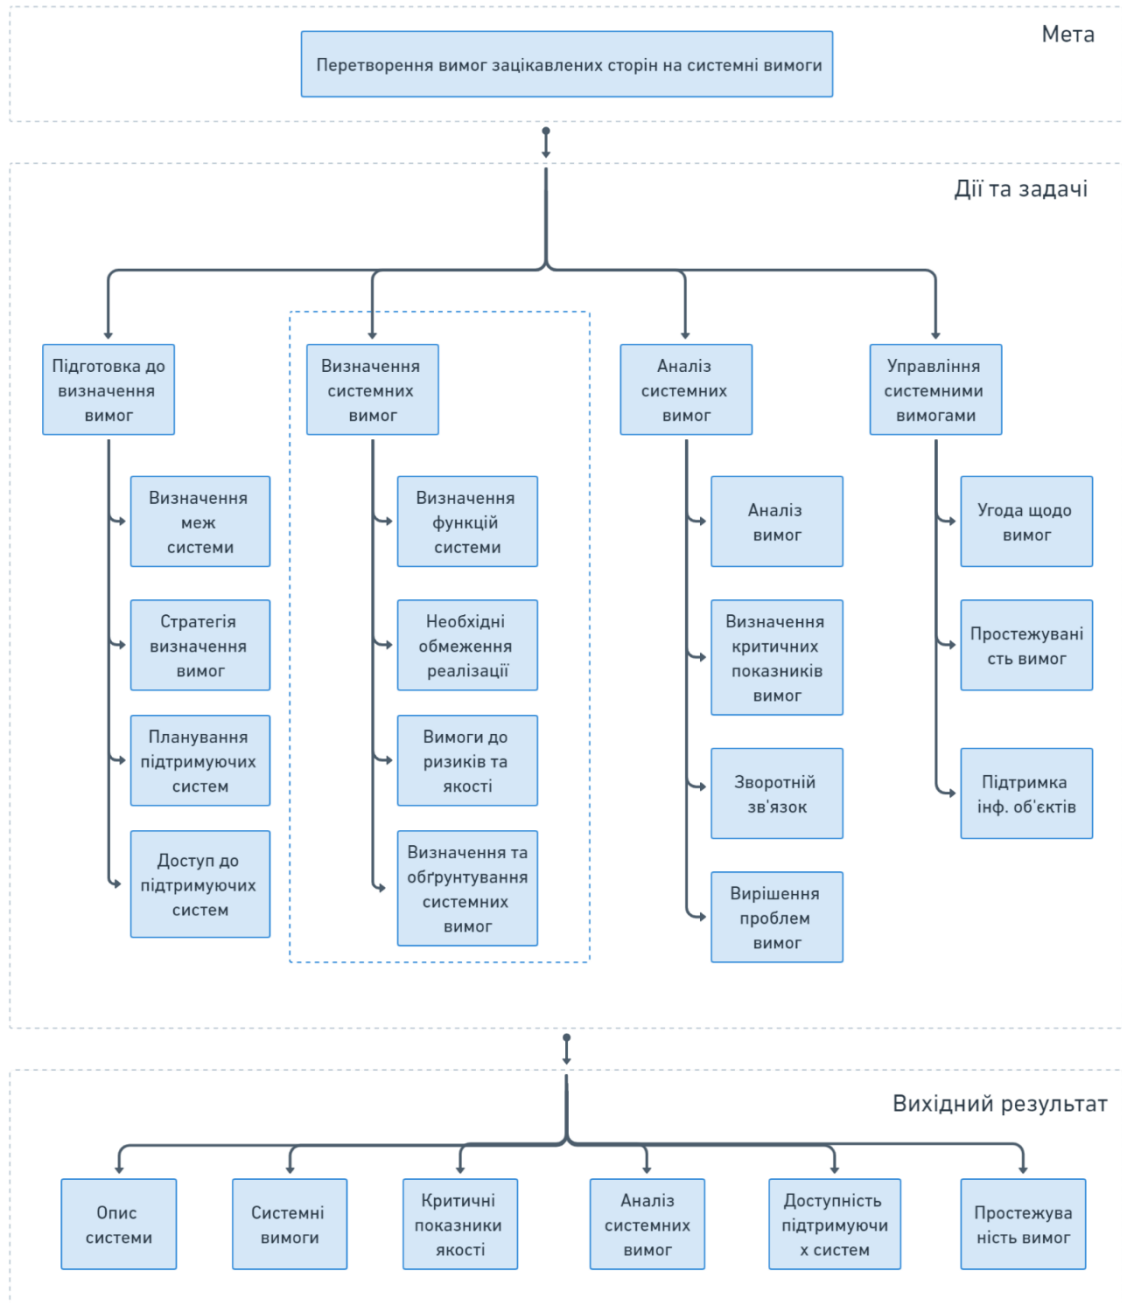 Мета
Перетворення вимог зацікавлених сторін на системні вимоги
Дії та задачі
Підготовка до
визначення
вимог
Визначення
меж
системи
Стратегія
визначення
вимог
Планування
підтримуючих
систем
Доступ до
підтримуючих
систем
Визначення
системних
вимог
Визначення
функцій
системи
Необхідні
обмеження
реалізації
Вимоги до
ризиків та
якості
Визначення та
обґрунтування
системних
вимог
Аналіз
системних
вимог
Аналіз
вимог
Визначення
критичних
показників
вимог
Зворотній
зв'язок
Вирішення
проблем
вимог
Управління
системними
вимогами
Угода щодо
вимог
Простежувані
сть вимог
Підтримка
інф. об'єктів
Вихідний результат
Опис
системи
Системні
вимоги
Критичні
показники
якості
Аналіз
системних
вимог
Доступність
підтримуючи
х систем
Простежува
ність вимог